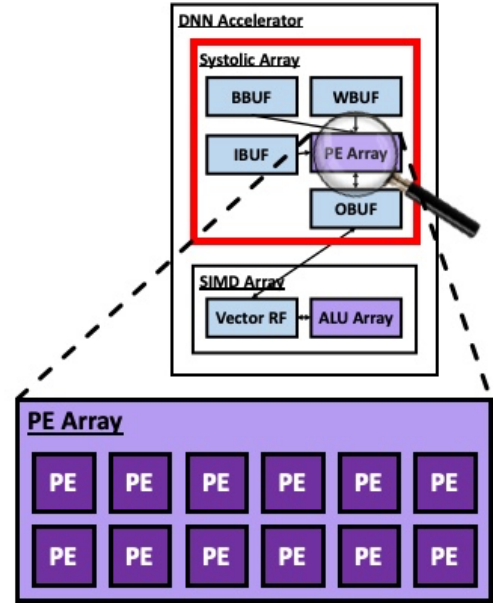 DNN Accelerator
Systolic Array
BBUF WBUF
IBUF PE Array
OBUF
SIMD Array
Vector RF ALU Array
PE Array
PE PE PE PE PE PE
PE PE PE PE PE PE